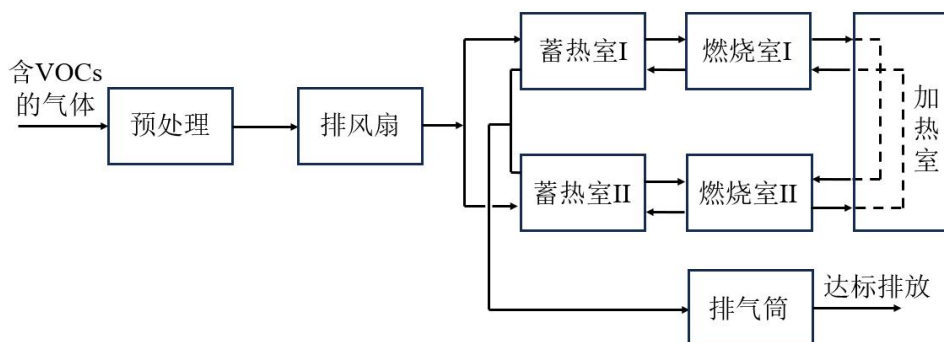 含VOCs
的气体
预处理
排风扇
蓄热室I
燃烧室I
加热室
蓄热室II
燃烧室II
排气筒
达标排放